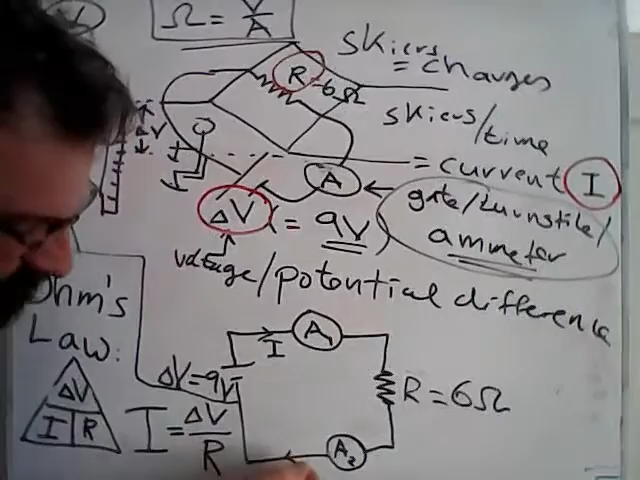 Ω = V/A
skiers
= charges
R = 6Ω
skiers/time
= current I
ΔV
A
gate/turnstile/
ammeter
ΔV (= 9V)
voltage/potential difference
Ohm's
Law:
ΔV
I R
I = ΔV/R
ΔV = 9V
I
A₁
R = 6Ω
A₂